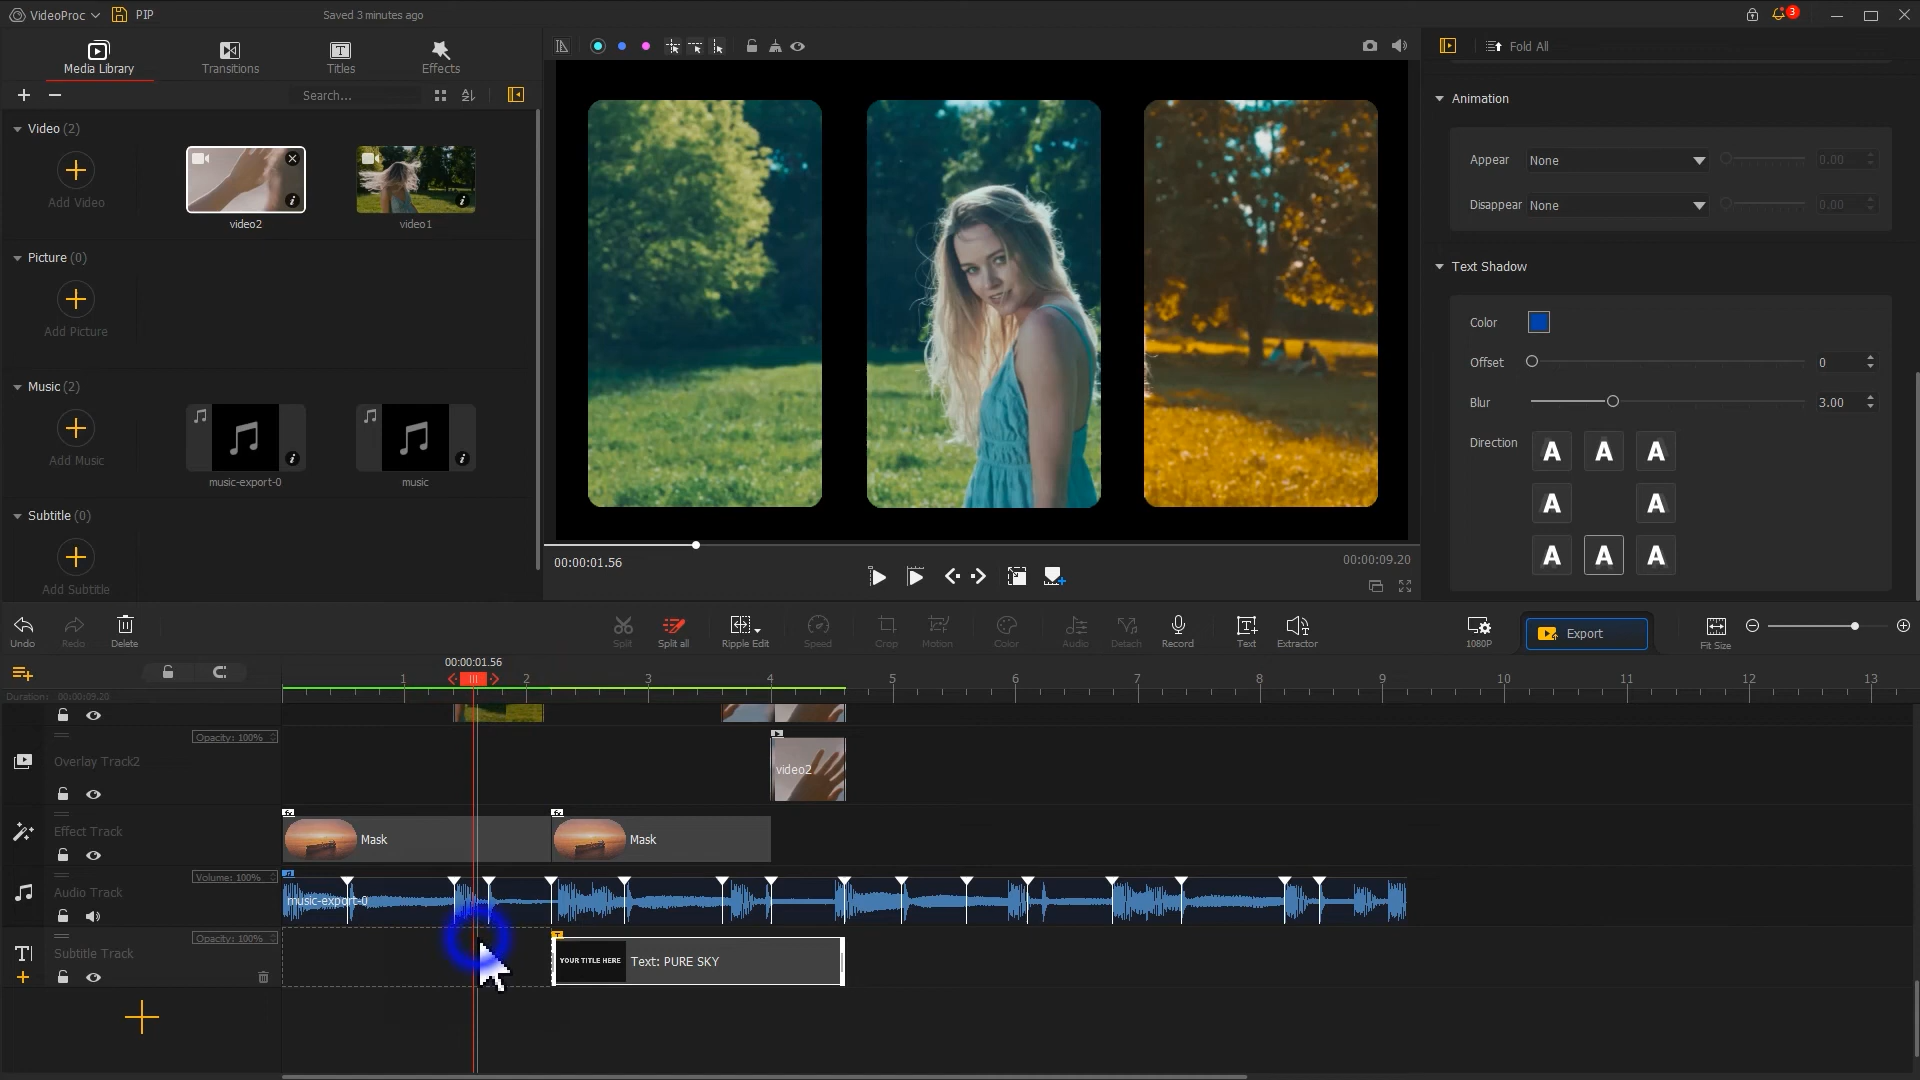 VideoProc
PIP
Saved 3 minutes ago
3
Media Library
Transitions
Titles
Effects
Search...
Fold All
Video (2)
Add Video
video2
video1
Picture (0)
Add Picture
Music (2)
Add Music
music-export-0
music
Subtitle (0)
Add Subtitle
00:00:01.56
00:00:09.20
Animation
Appear
None
0.00
Disappear
None
0.00
Text Shadow
Color
Offset
0
Blur
3.00
Direction
A A A
A A
A A A
Undo
Redo
Delete
Split
Split all
Ripple Edit
Speed
Crop
Motion
Color
Audio
Detach
Record
Text
Extractor
1080P
Export
Fit Size
00:00:01.56
1 2 3 4 5 6 7 8 9 10 11 12 13
Duration: 00:00:09.20
Opacity: 100%
Overlay Track2
video2
Effect Track
Mask
Mask
Volume: 100%
Audio Track
music-export-0
Opacity: 100%
Subtitle Track
YOUR TITLE HERE
Text: PURE SKY